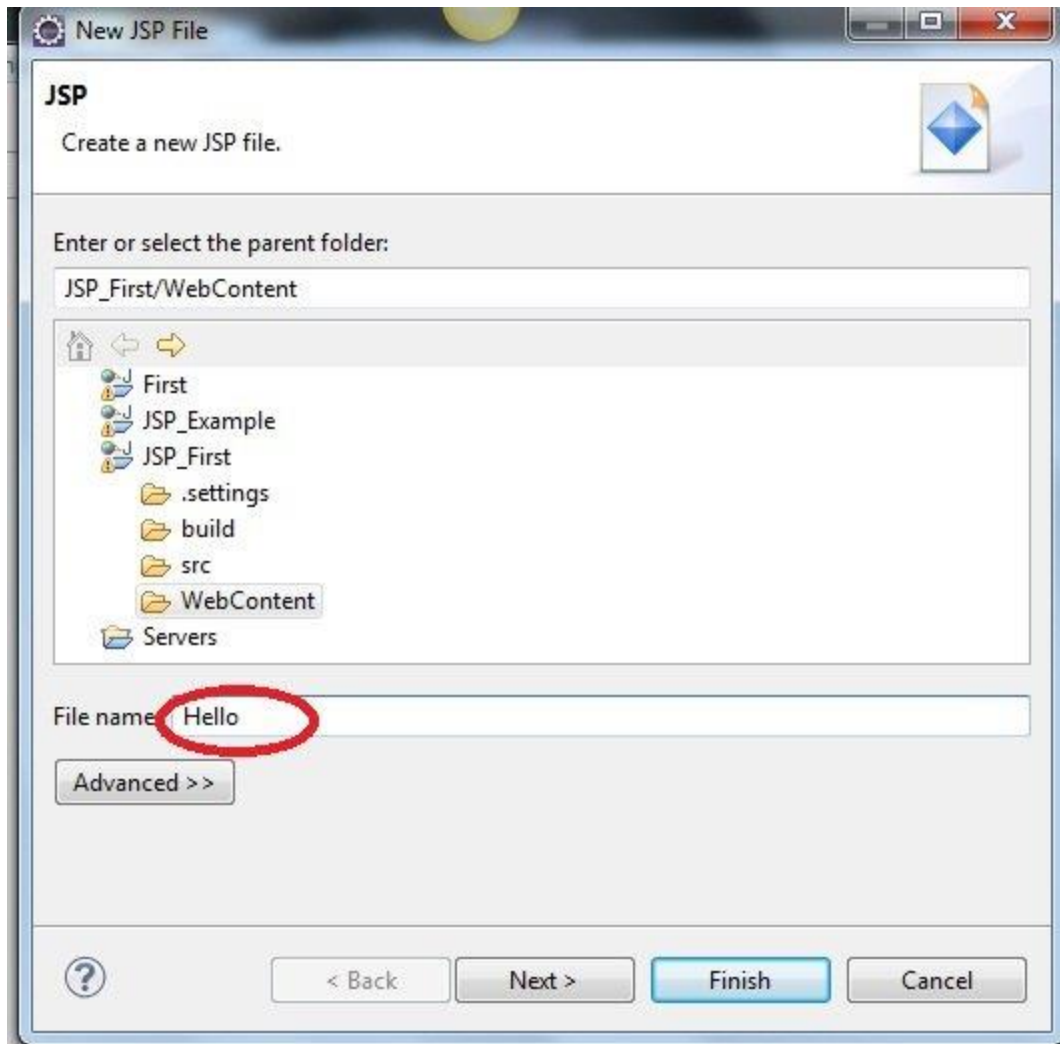 New JSP File
JSP
Create a new JSP file.
Enter or select the parent folder:
JSP_First/WebContent
First
JSP_Example
JSP_First
.settings
build
src
WebContent
Servers
File name Hello
Advanced >>
< Back Next > Finish Cancel